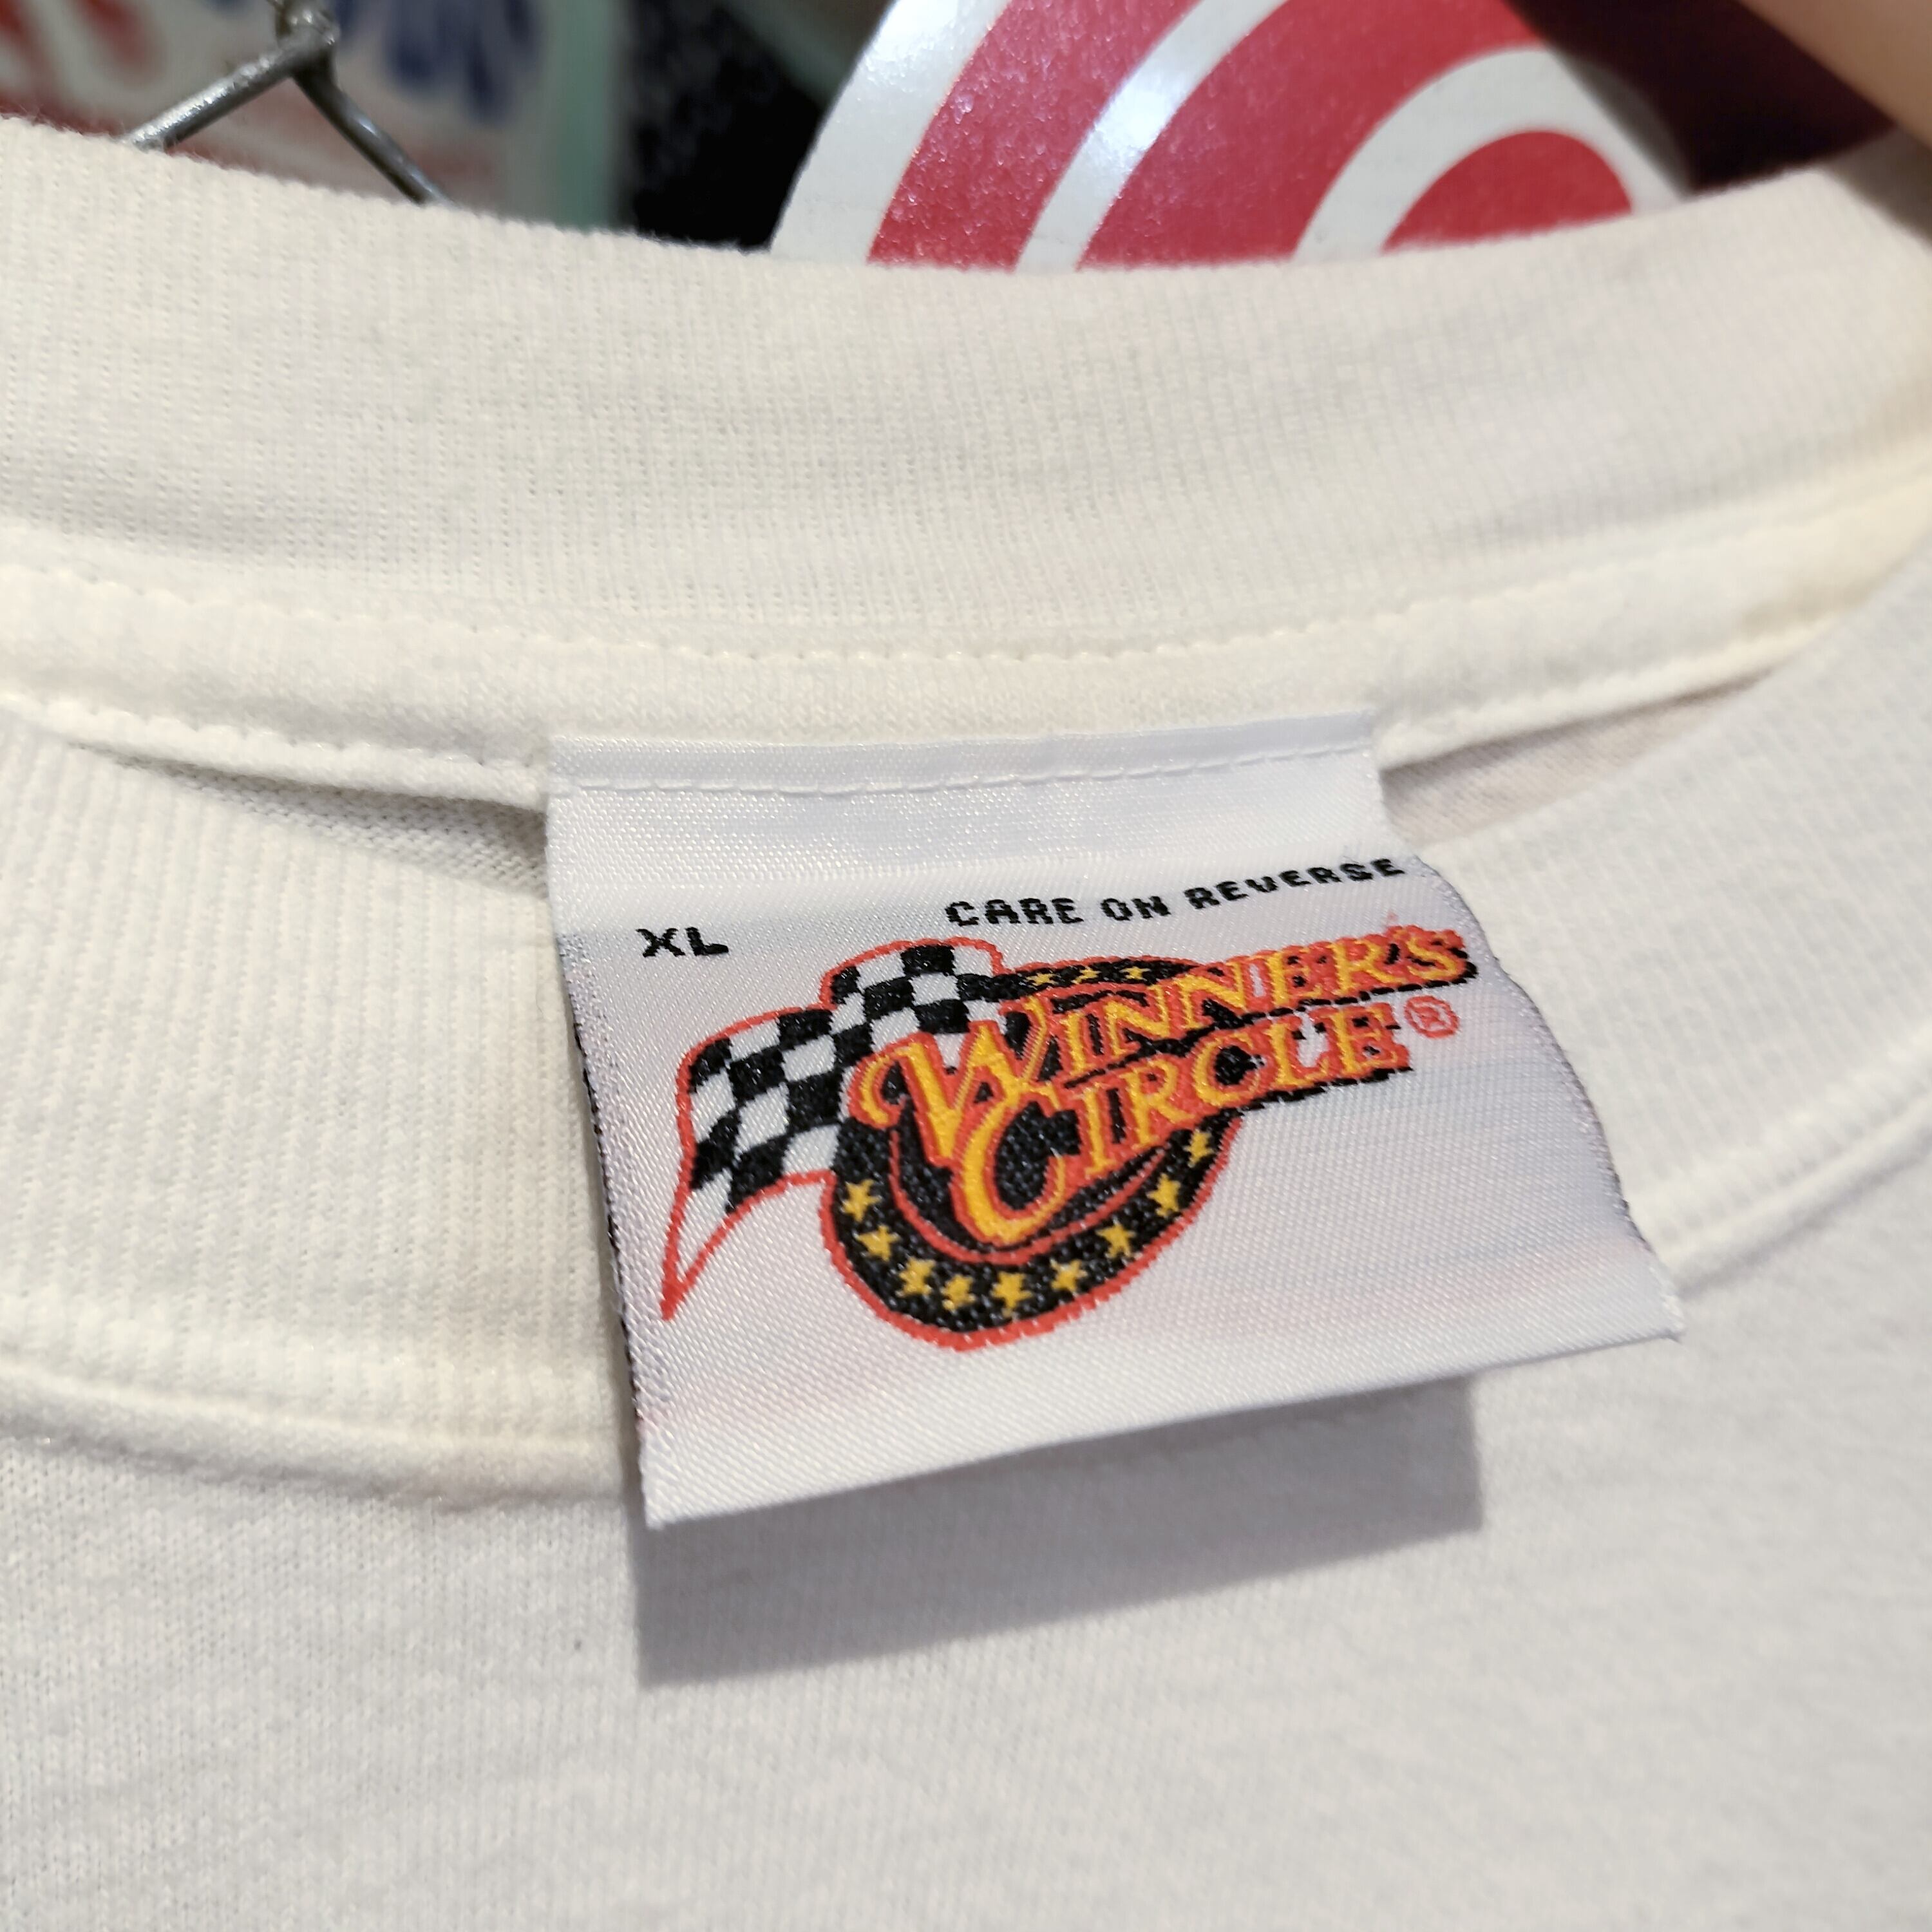 XL
CARE ON REVERSE
WINNER'S
CIRCLE®